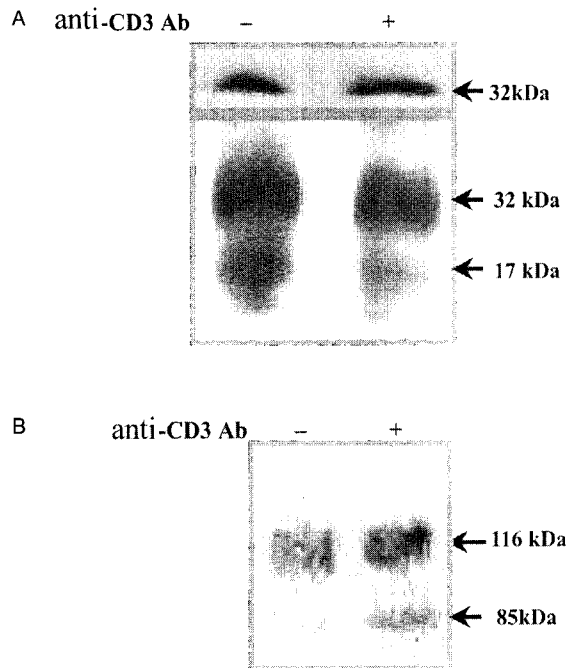 A anti-CD3 Ab – +
32kDa
32 kDa
17 kDa
B anti-CD3 Ab – +
116 kDa
85kDa